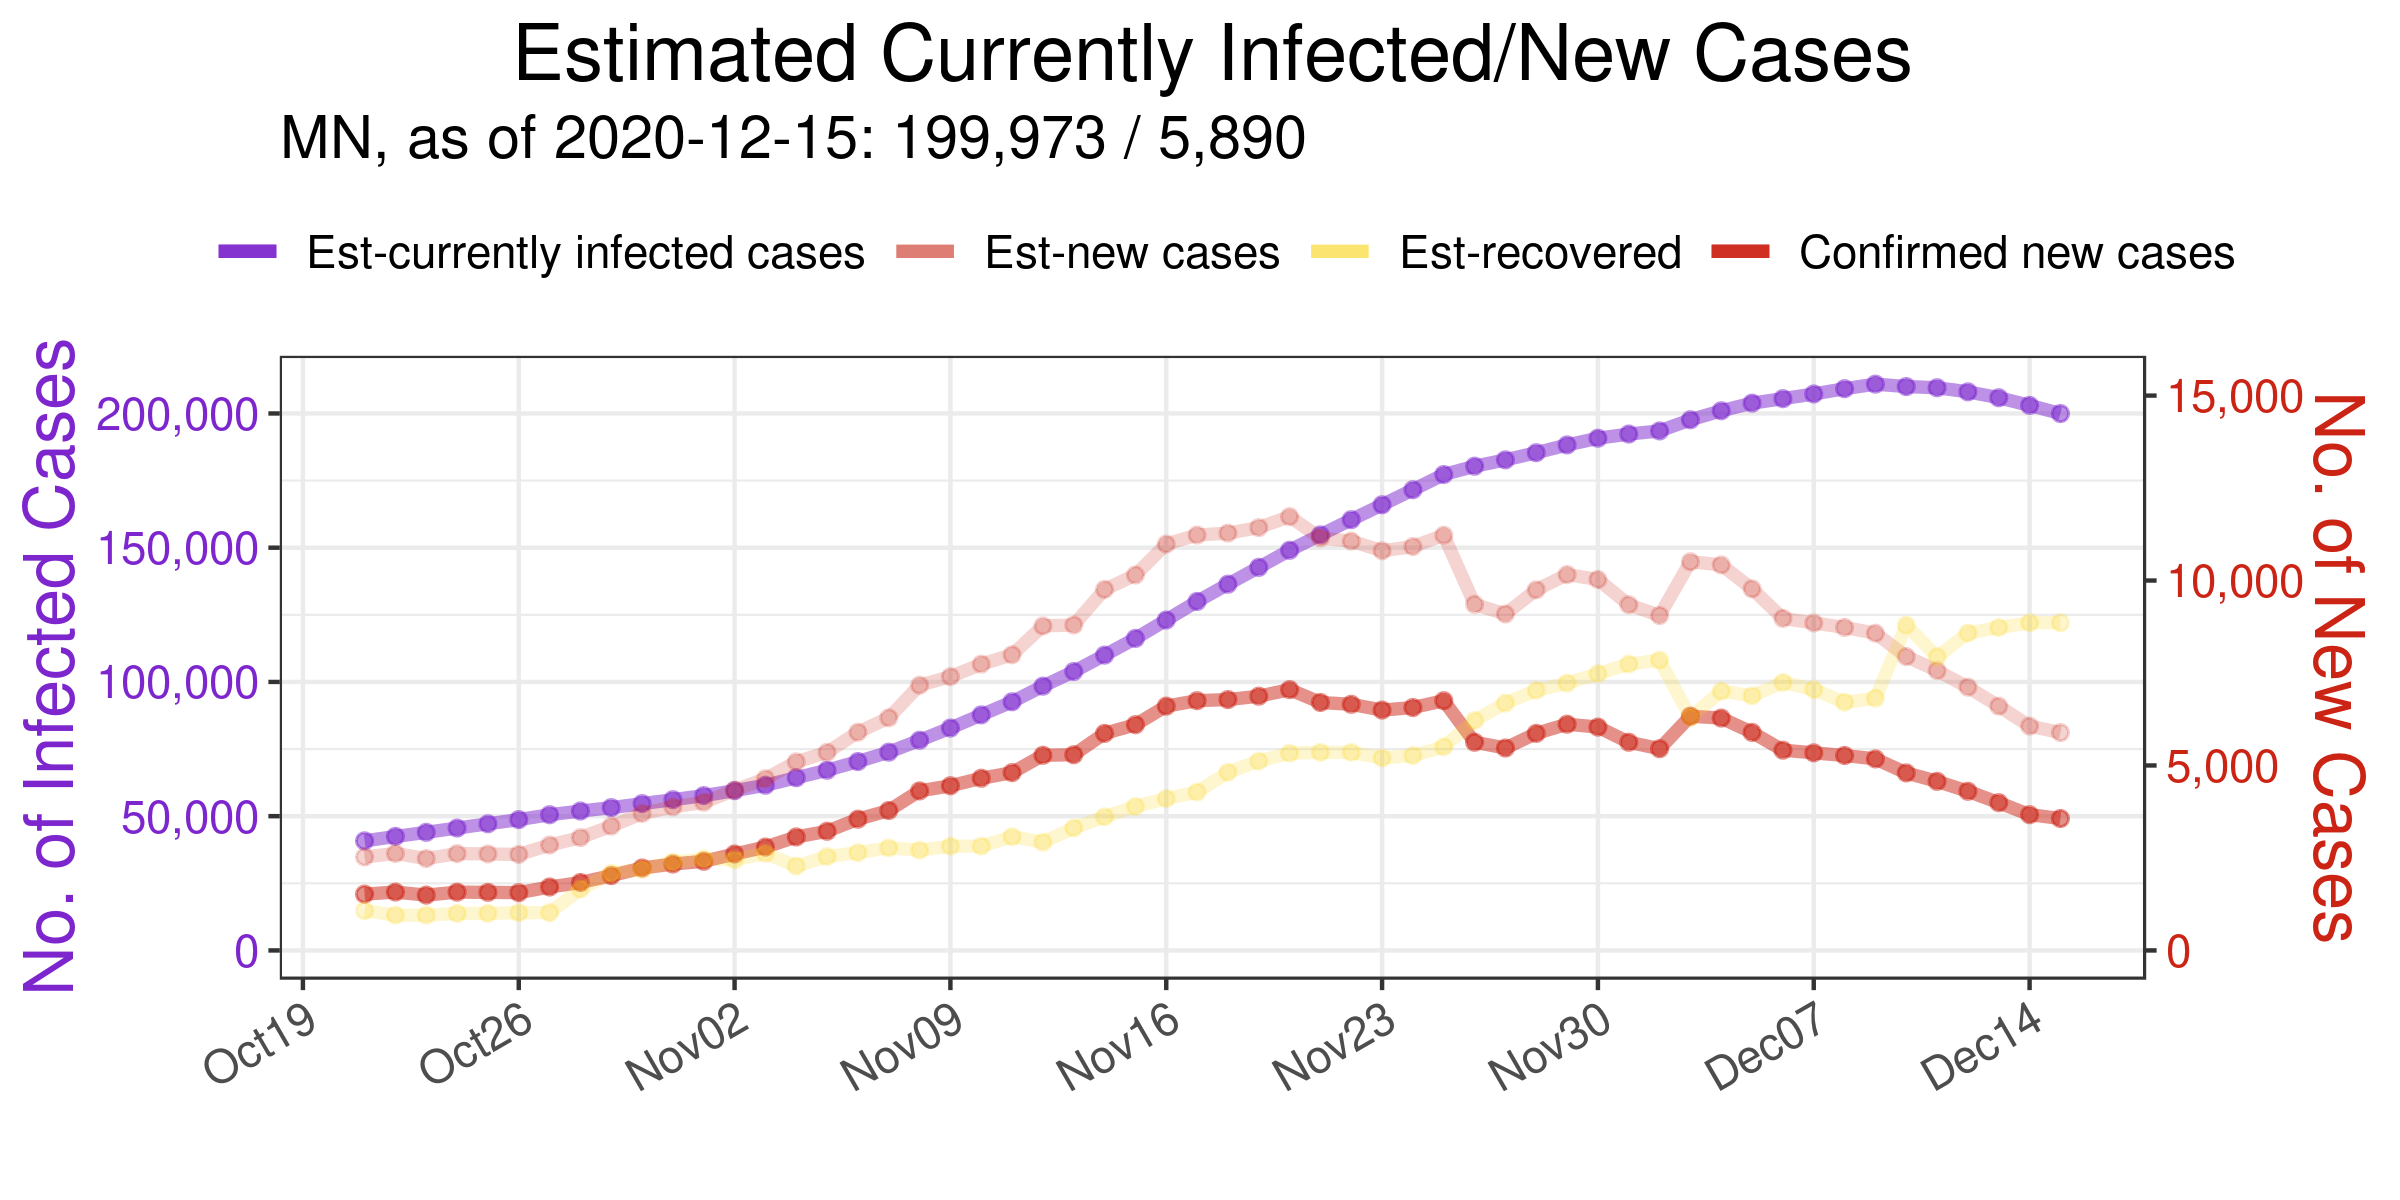 Estimated Currently Infected/New Cases
MN, as of 2020-12-15: 199,973 / 5,890
Est-currently infected cases Est-new cases Est-recovered Confirmed new cases
No. of Infected Cases
200,000
150,000
100,000
50,000
0
15,000
10,000
5,000
0
No. of New Cases
Oct19 Oct26 Nov02 Nov09 Nov16 Nov23 Nov30 Dec07 Dec14